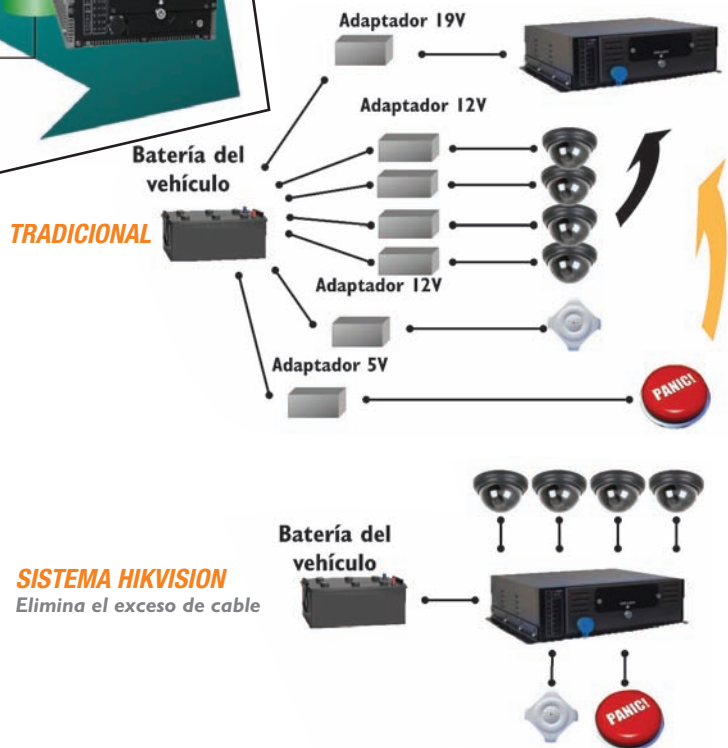 Adaptador 19V
Adaptador 12V
Batería del
vehículo
TRADICIONAL
Adaptador 12V
Adaptador 5V
PANIC!
Batería del
vehículo
SISTEMA HIKVISION
Elimina el exceso de cable
PANIC!